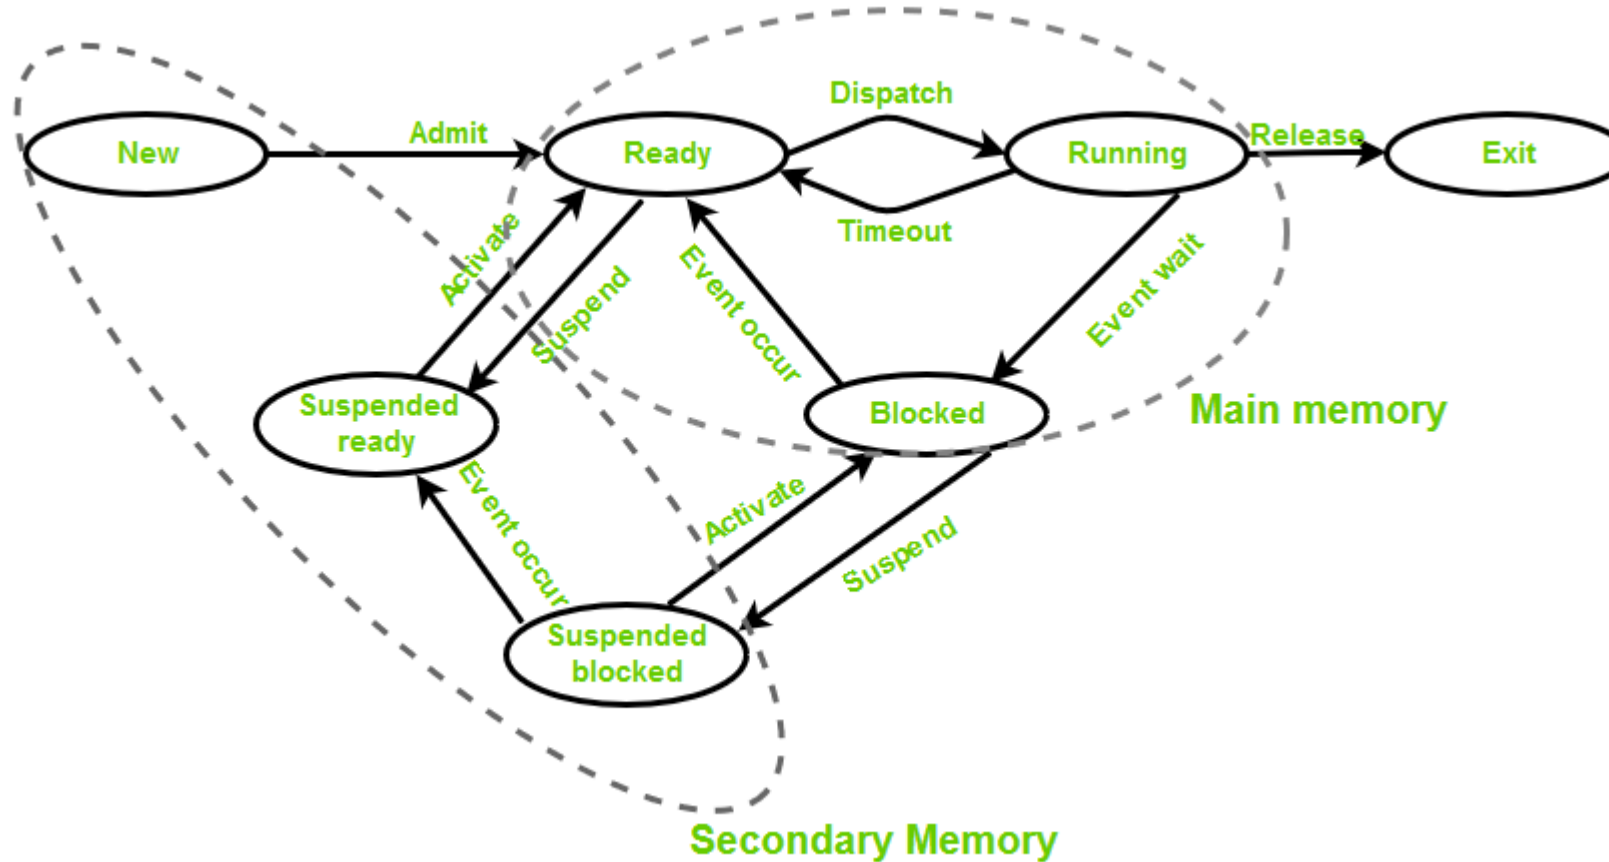 Dispatch
New
Admit
Ready
Running
Release
Exit
Timeout
Activate
Suspend
Event occur
Event wait
Suspended
ready
Blocked
Main memory
Event occur
Activate
Suspend
Suspended
blocked
Secondary Memory